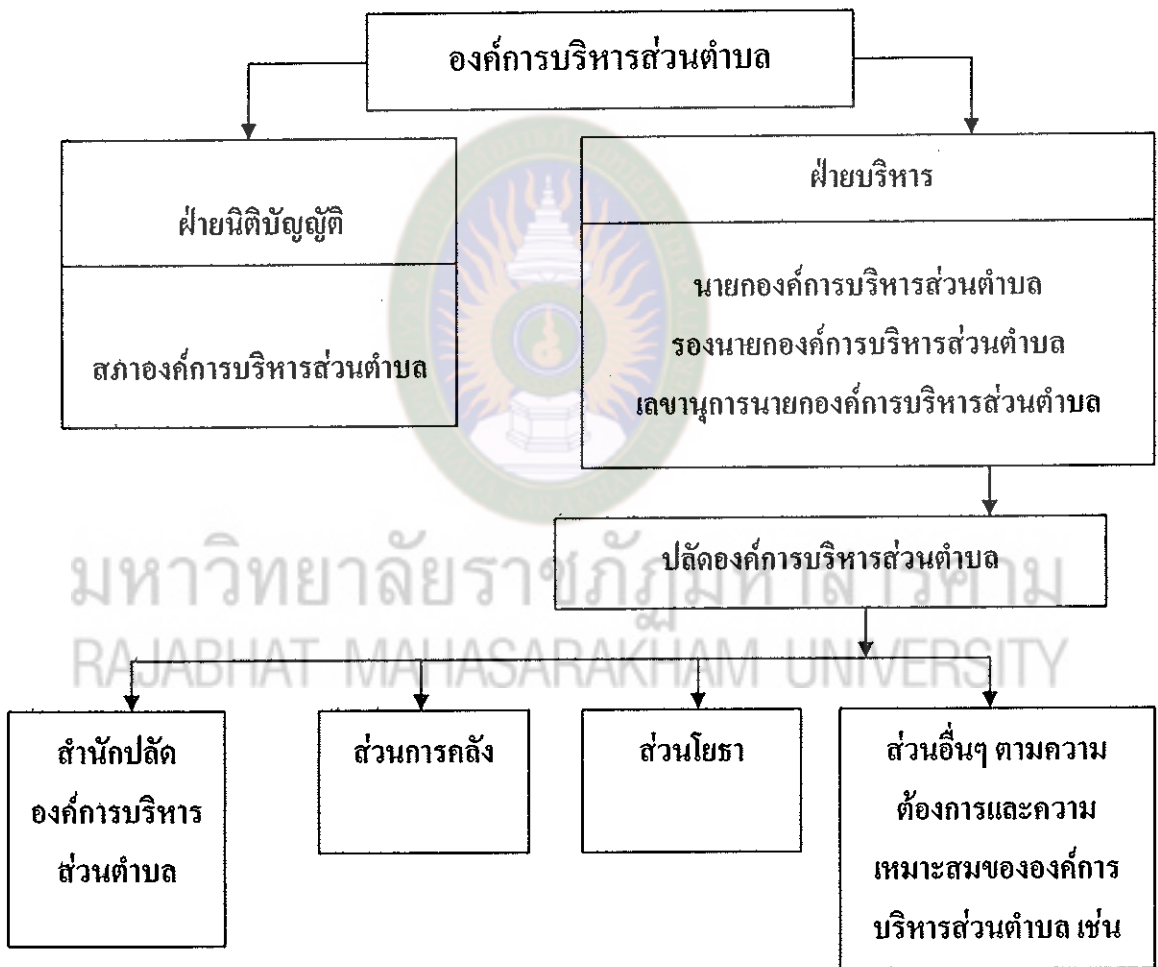 องค์การบริหารส่วนตำบล
ฝ่ายนิติบัญญัติ
สภาองค์การบริหารส่วนตำบล
ฝ่ายบริหาร
นายกองค์การบริหารส่วนตำบล
รองนายกองค์การบริหารส่วนตำบล
เลขานุการนายกองค์การบริหารส่วนตำบล
ปลัดองค์การบริหารส่วนตำบล
มหาวิทยาลัยราชภัฏมหาสารคาม
RAJABHAT MAHASARAKHAM UNIVERSITY
สำนักปลัด
องค์การบริหาร
ส่วนตำบล
ส่วนการคลัง
ส่วนโยธา
ส่วนอื่นๆ ตามความ
ต้องการและความ
เหมาะสมขององค์การ
บริหารส่วนตำบล เช่น